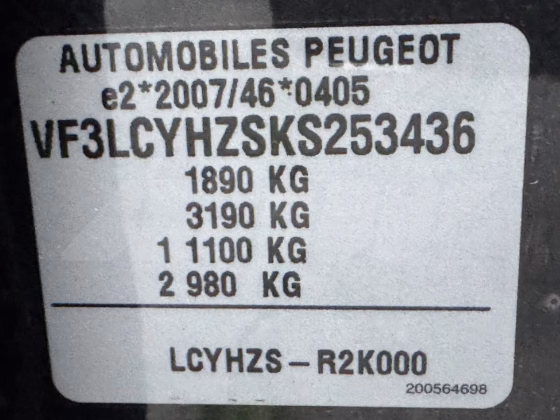 AUTOMOBILES PEUGEOT
e2*2007/46*0405
VF3LCYHZSKS253436
1890 KG
3190 KG
1 1100 KG
2 980 KG
LCYHZS – R2K000
200564698